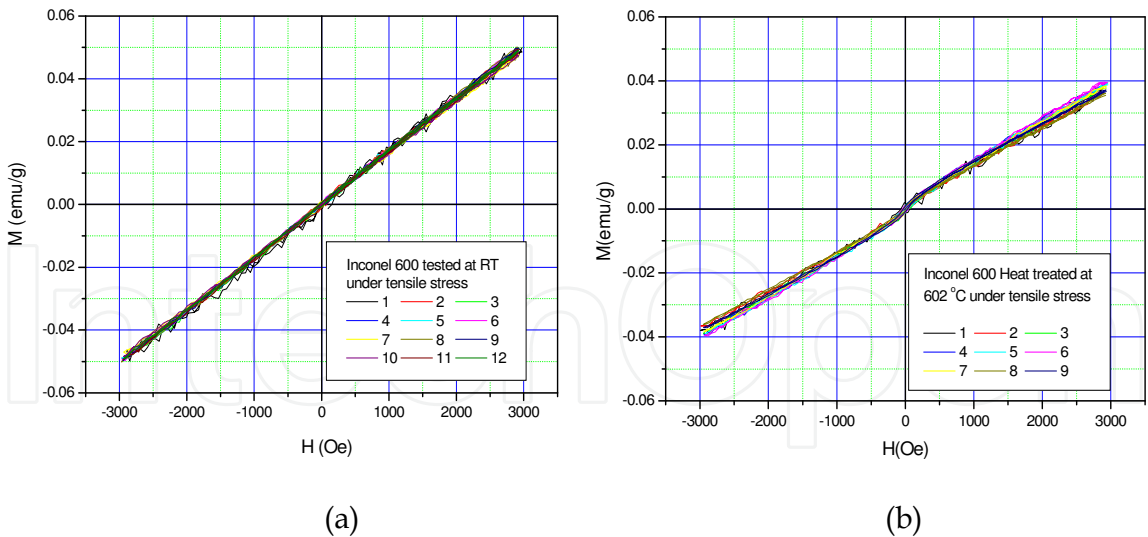 0.06
0.04
0.02
0.00
-0.02
-0.04
-0.06
M (emu/g)
-3000 -2000 -1000 0 1000 2000 3000
H (Oe)
Inconel 600 tested at RT
under tensile stress
1 2 3
4 5 6
7 8 9
10 11 12
(a)
0.06
0.04
0.02
0.00
-0.02
-0.04
-0.06
M(emu/g)
-3000 -2000 -1000 0 1000 2000 3000
H(Oe)
Inconel 600 Heat treated at
602 °C under tensile stress
1 2 3
4 5 6
7 8 9
(b)
IntechOpen